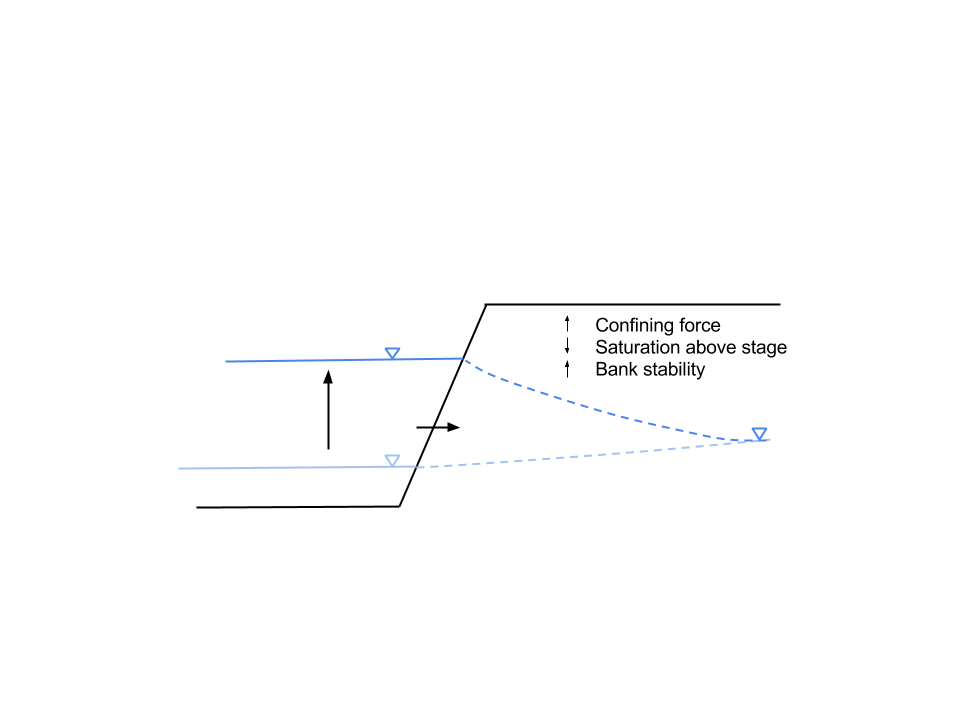 ↑ Confining force
↓ Saturation above stage
↑ Bank stability